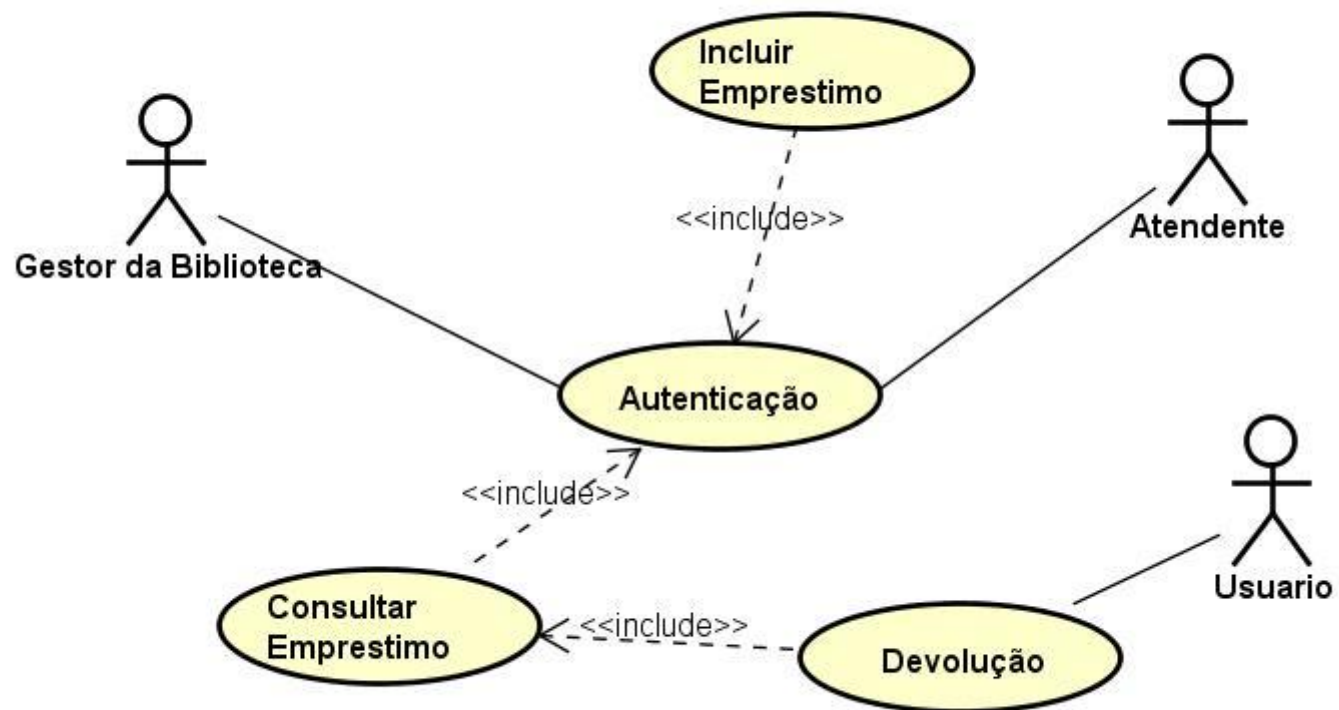 Incluir
Emprestimo
<<include>>
Atendente
Gestor da Biblioteca
Autenticação
<<include>>
Usuario
Consultar
Emprestimo
<<include>>
Devolução